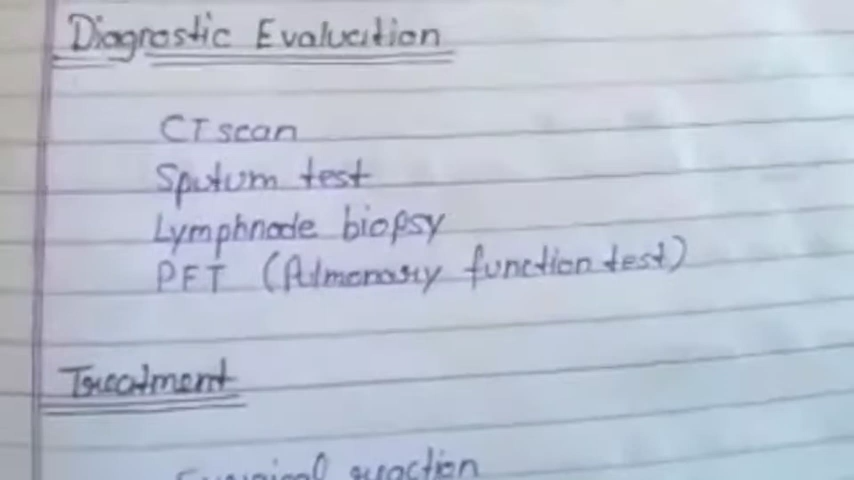 Diagnostic Evaluation
CT scan
Sputum test
Lymphnode biopsy
PFT (Pulmonary function test)
Treatment